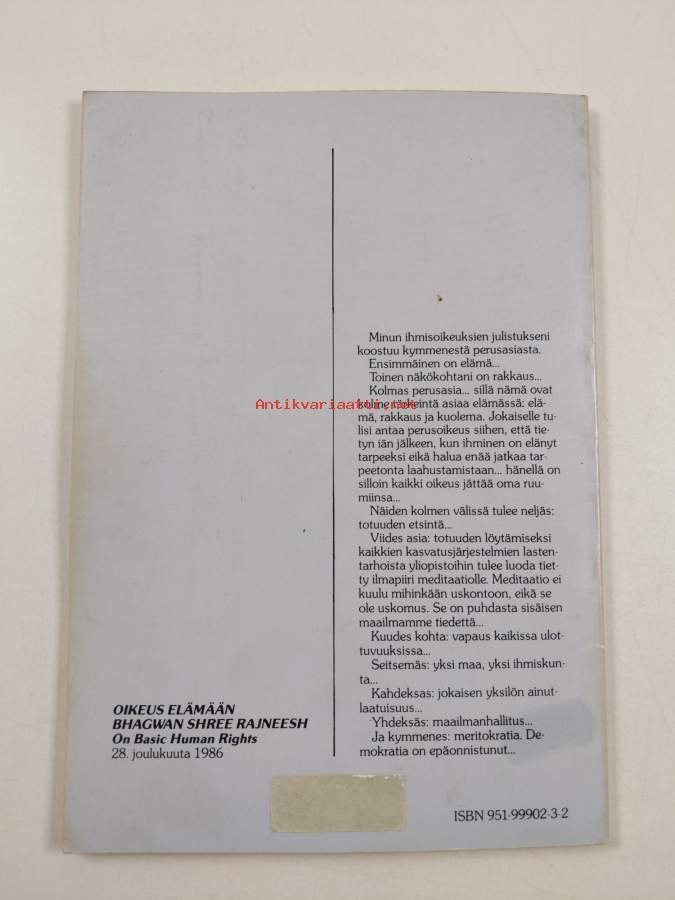 Minun ihmisoikeuksien julistukseni
koostuu kymmenestä perusasiasta.
Ensimmäinen on elämä...
Toinen näkökohtani on rakkaus...
Kolmas perusasia... sillä nämä ovat
kolme tärkeintä asiaa elämässä: elä-
mä, rakkaus ja kuolema. Jokaiselle tu-
lisi antaa perusoikeus siihen, että tie-
tyn iän jälkeen, kun ihminen on elänyt
tarpeeksi eikä halua enää jatkaa tar-
peetonta laahustamistaan... hänellä on
silloin kaikki oikeus jättää oma ruu-
miinsa...
Näiden kolmen välissä tulee neljäs:
totuuden etsintä...
Viides asia: totuuden löytämiseksi
kaikkien kasvatusjärjestelmien lasten-
tarhoista yliopistoihin tulee luoda tiet-
ty ilmapiiri meditaatiolle. Meditaatio ei
kuulu mihinkään uskontoon, eikä se
ole uskomus. Se on puhdasta sisäisen
maailmamme tiedettä...
Kuudes kohta: vapaus kaikissa ulot-
tuvuuksissa...
Seitsemäs: yksi maa, yksi ihmiskun-
ta...
Kahdeksas: jokaisen yksilön ainut-
laatuisuus...
Yhdeksäs: maailmanhallitus...
Ja kymmenes: meritokratia. De-
mokratia on epäonnistunut...
Antikvariaatti.net
OIKEUS ELÄMÄÄN
BHAGWAN SHREE RAJNEESH
On Basic Human Rights
28. joulukuuta 1986
ISBN 951-99902-3-2